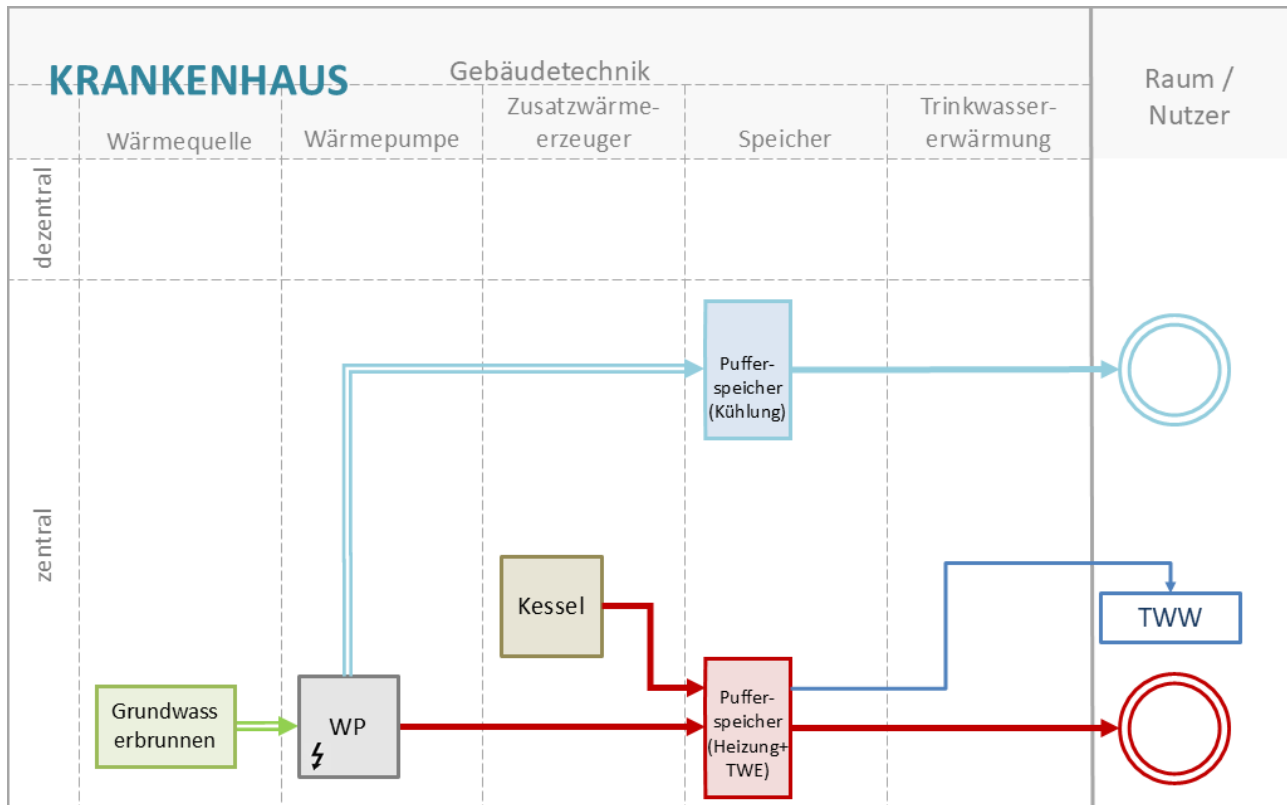 KRANKENHAUS
Gebäudetechnik
Raum /
Nutzer
Wärmequelle
Wärmepumpe
Zusatzwärme-
erzeuger
Speicher
Trinkwasser-
erwärmung
dezentral
zentral
Puffer-
speicher
(Kühlung)
Kessel
TWW
Grundwass
erbrunnen
WP
Puffer-
speicher
(Heizung+
TWE)